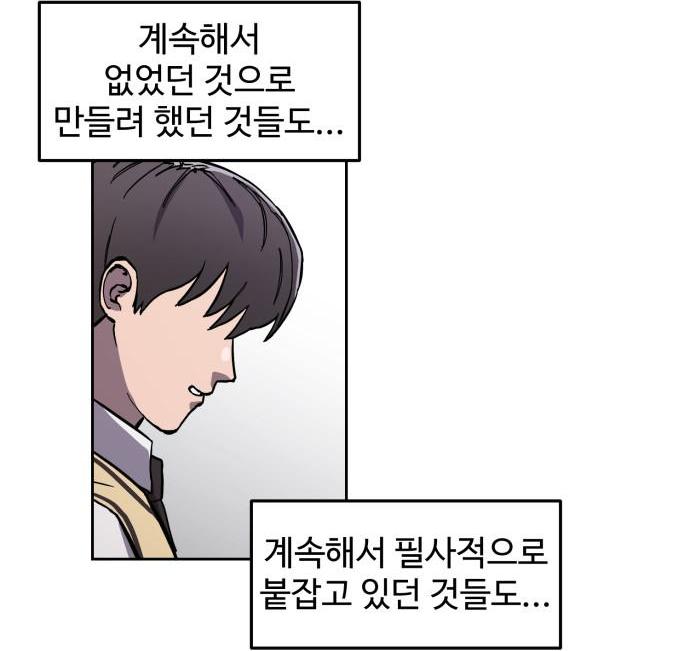 계속해서
없었던 것으로
만들려 했던 것들도...
계속해서 필사적으로
붙잡고 있던 것들도...